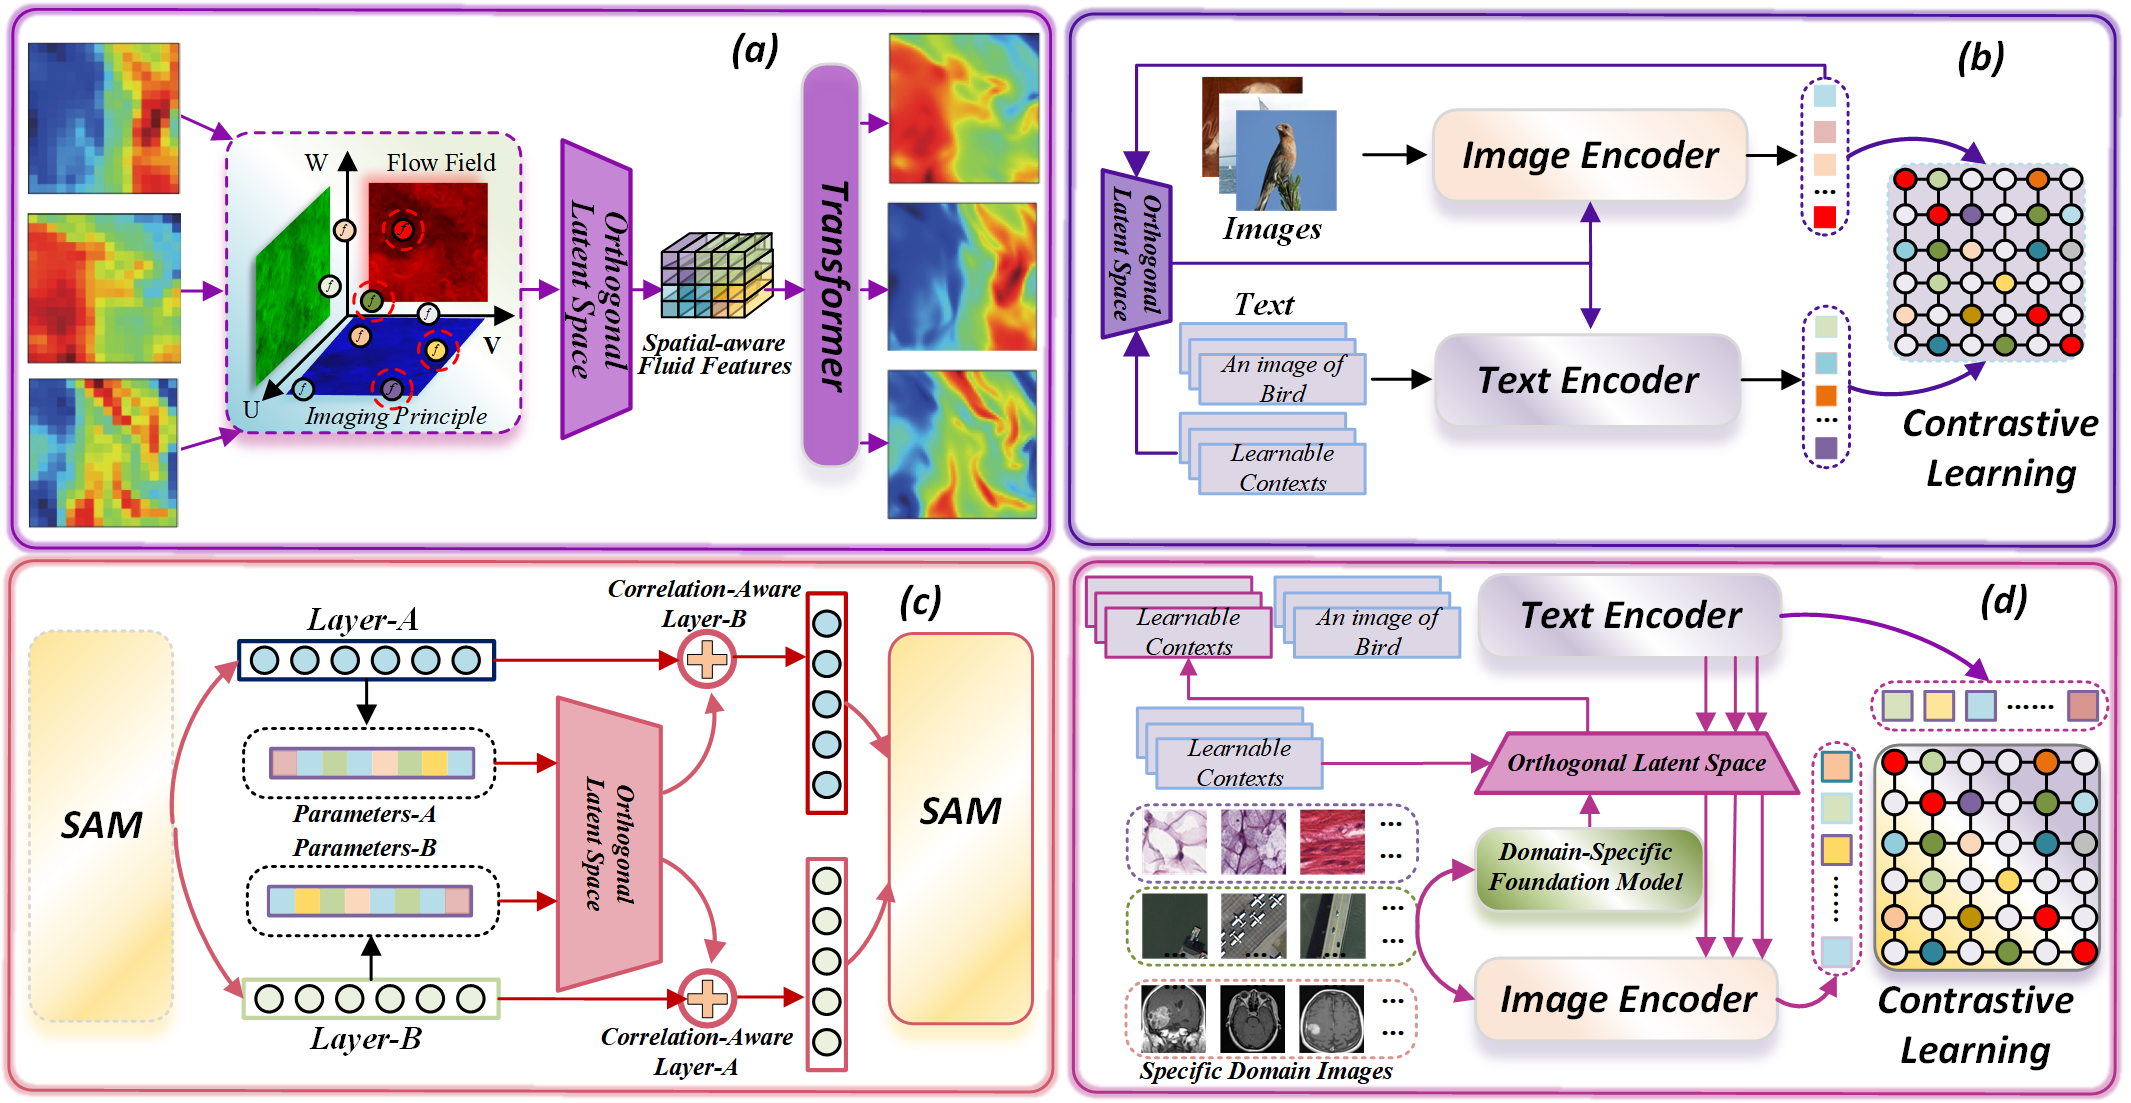 (a)
W
Flow Field
f
f
f
f
f
f
f
f
f
V
U
Imaging Principle
Orthogonal
Latent Space
Spatial-aware
Fluid Features
Transformer
(b)
Images
Image Encoder
...
Orthogonal
Latent Space
Text
An image of
Bird
Text Encoder
...
Learnable
Contexts
Contrastive
Learning
(c)
SAM
Layer-A
Parameters-A
Parameters-B
Layer-B
Orthogonal
Latent Space
Correlation-Aware
Layer-B
Correlation-Aware
Layer-A
SAM
(d)
Learnable
Contexts
An image of
Bird
Text Encoder
......
Learnable
Contexts
Orthogonal Latent Space
...
...
Domain-Specific
Foundation Model
...
...
... ... ...
......
Image Encoder
...
...
...
Specific Domain Images
Contrastive
Learning